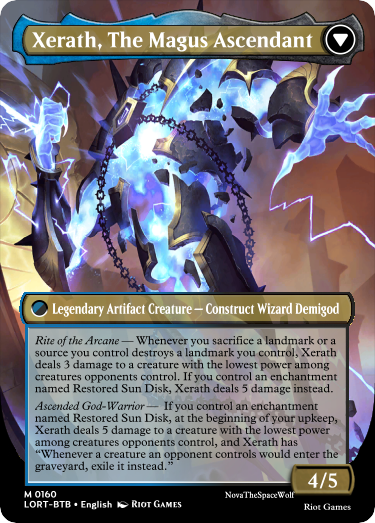 Xerath, The Magus Ascendant
Legendary Artifact Creature — Construct Wizard Demigod
Rite of the Arcane — Whenever you sacrifice a landmark or a
source you control destroys a landmark you control, Xerath
deals 3 damage to a creature with the lowest power among
creatures opponents control. If you control an enchantment
named Restored Sun Disk, Xerath deals 5 damage instead.
Ascended God-Warrior — If you control an enchantment
named Restored Sun Disk, at the beginning of your upkeep,
Xerath deals 5 damage to a creature with the lowest power
among creatures opponents control, and Xerath has
“Whenever a creature an opponent controls would enter the
graveyard, exile it instead.”
4/5
M 0160
LORT-BTB • English RIOT GAMES
NovaTheSpaceWolf
Riot Games